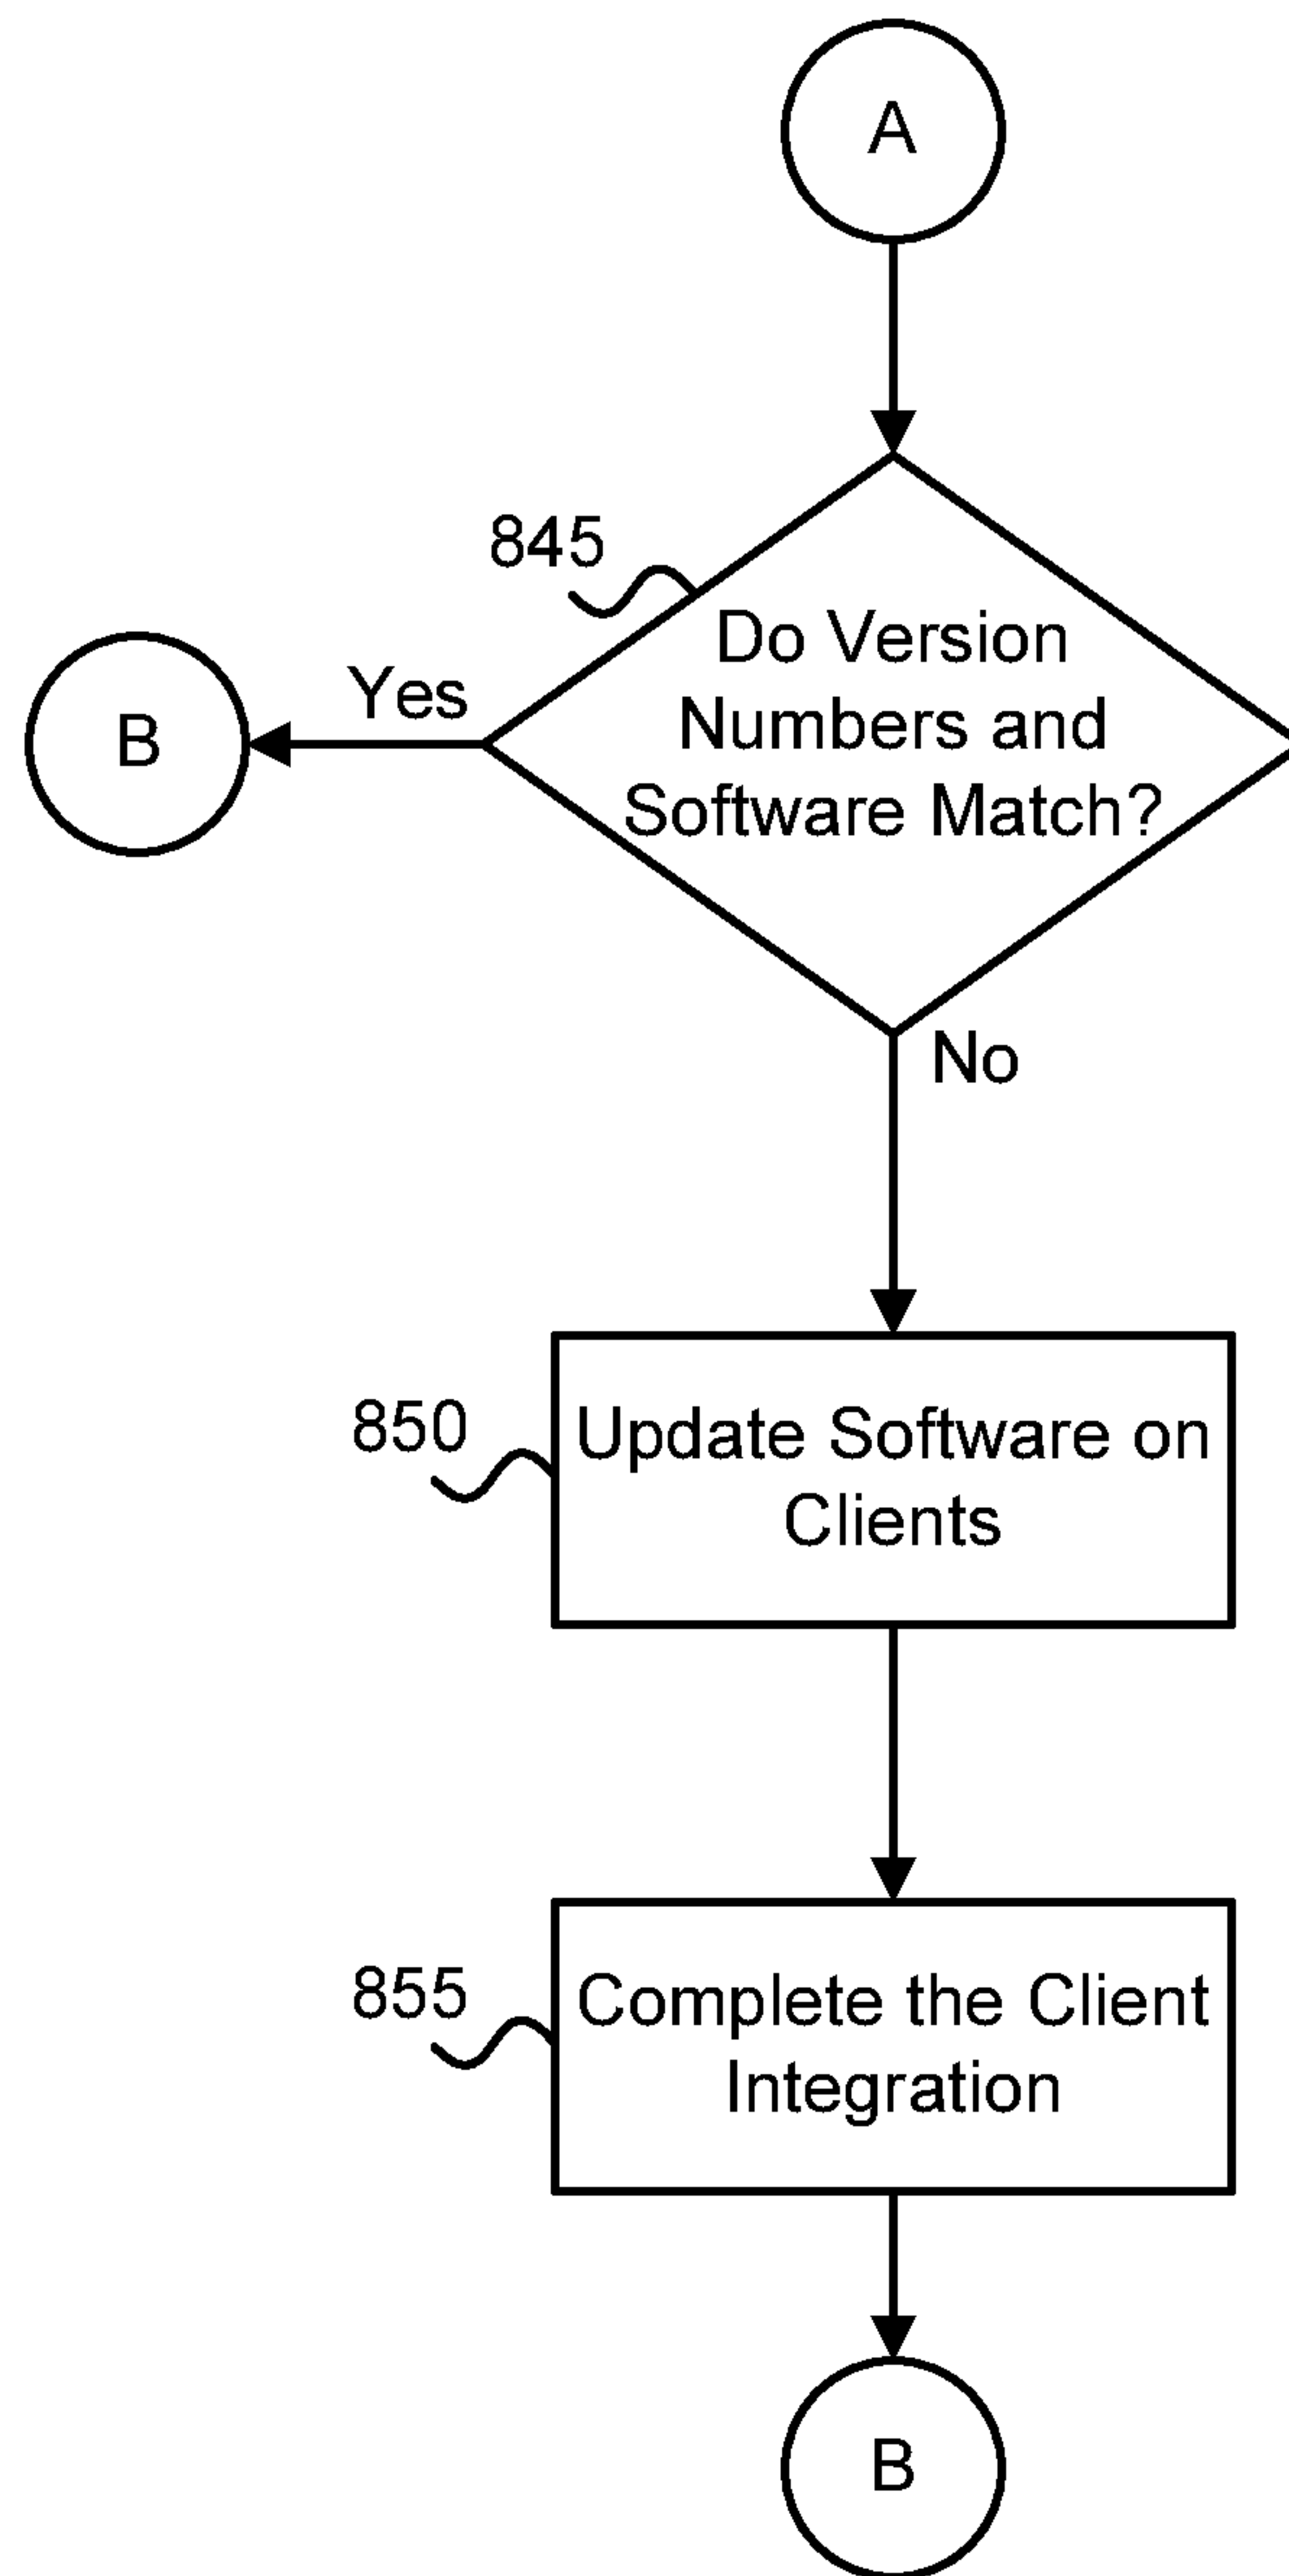 A
845
Do Version
Numbers and
Software Match?
Yes
B
No
850
Update Software on
Clients
855
Complete the Client
Integration
B